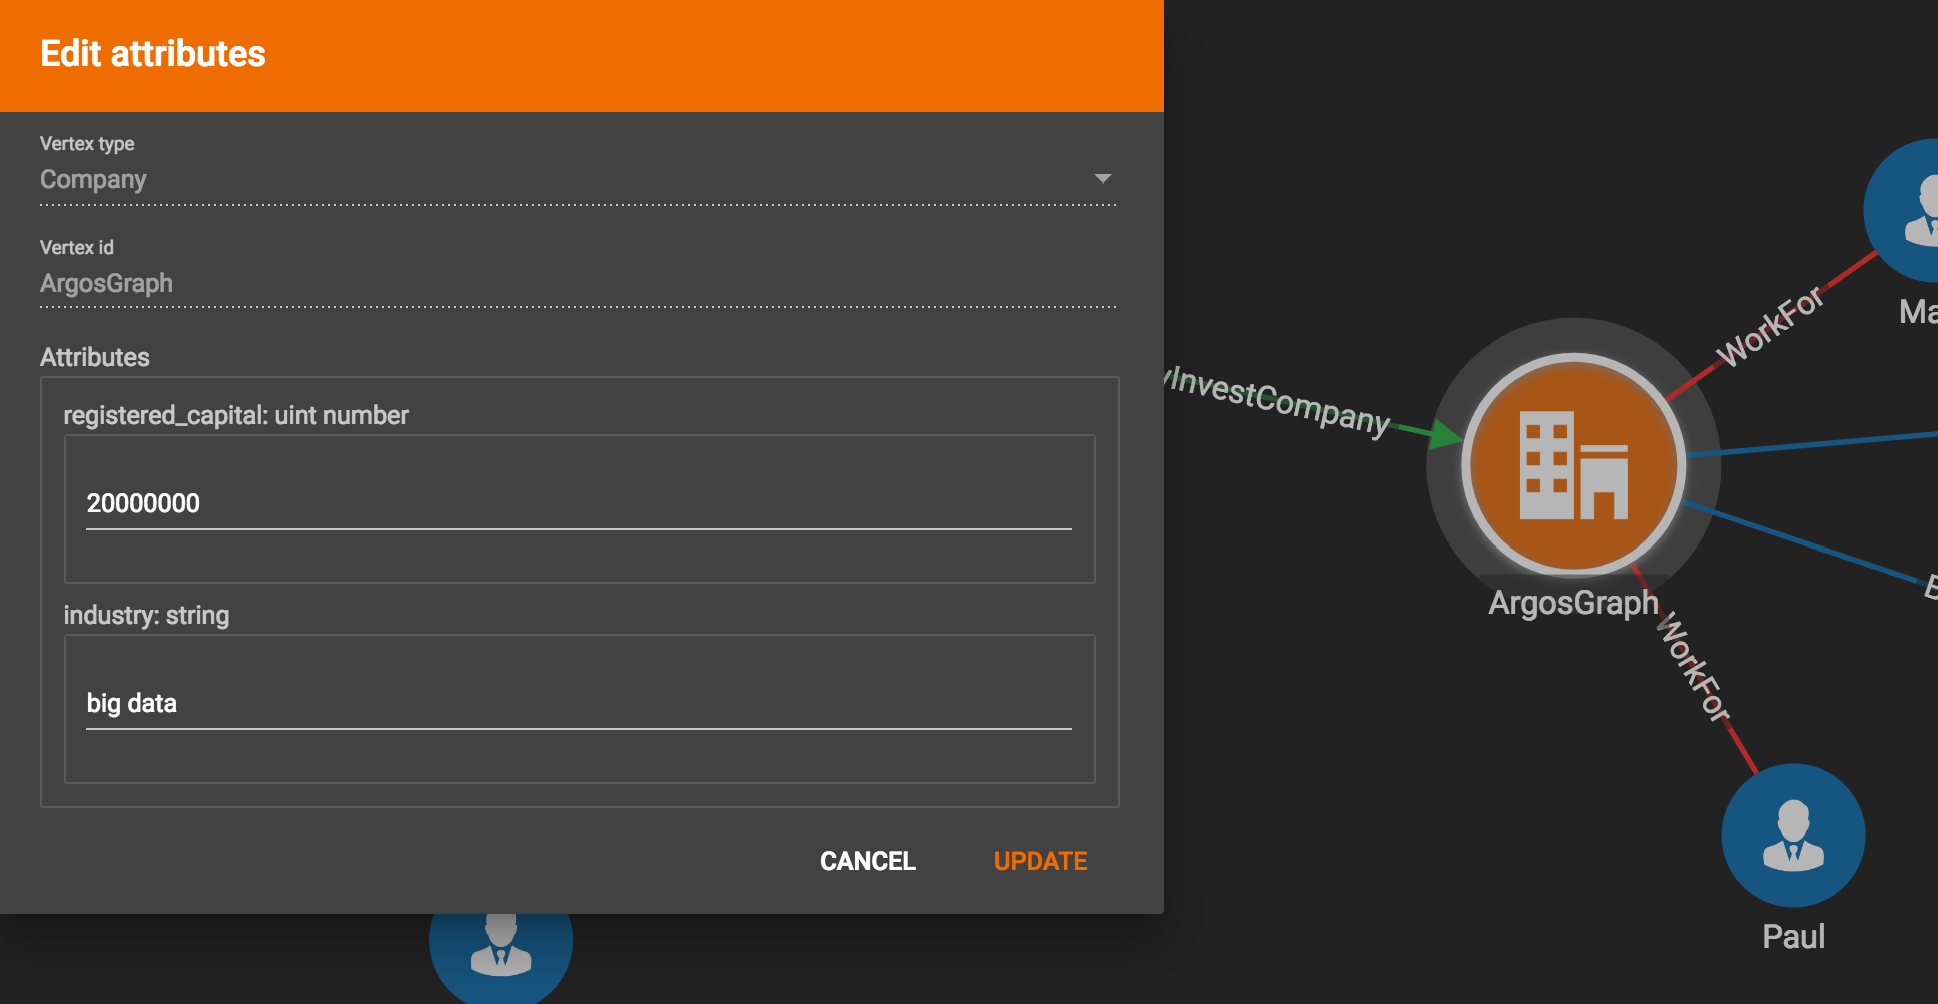 Edit attributes
Vertex type
Company
Vertex id
ArgosGraph
Attributes
registered_capital: uint number
20000000
industry: string
big data
CANCEL
UPDATE
yInvestCompany
WorkFor
Ma
ArgosGraph
WorkFor
Paul